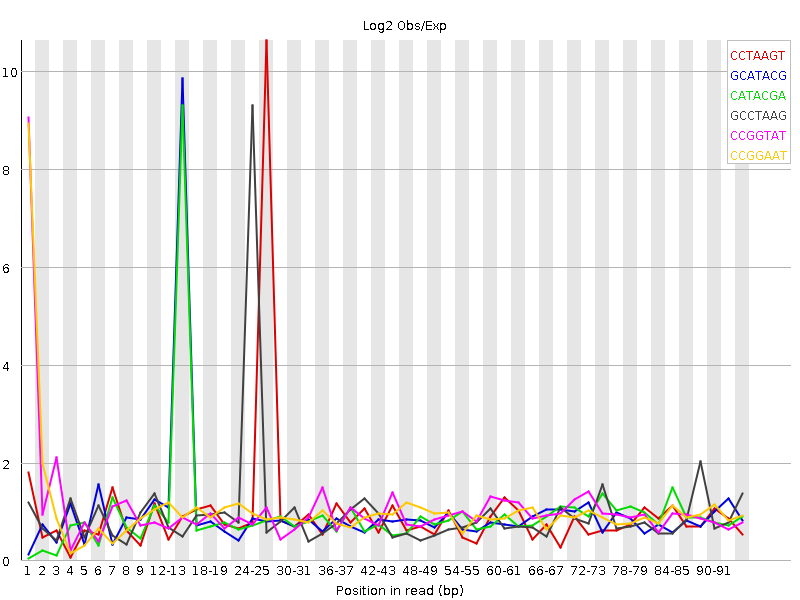 Log2 Obs/Exp
CCTAAGT
GCATACG
CATACGA
GCCTAAG
CCGGTAT
CCGGAAT
10
8
6
4
2
0
1 2 3 4 5 6 7 8 9 12-13 18-19 24-25 30-31 36-37 42-43 48-49 54-55 60-61 66-67 72-73 78-79 84-85 90-91
Position in read (bp)